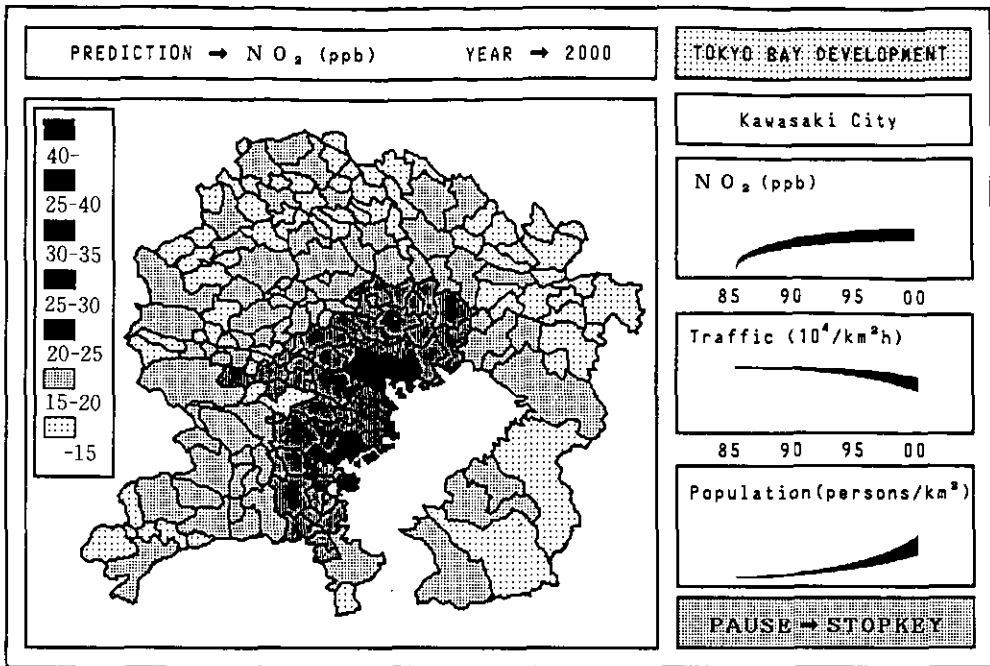 PREDICTION → NO₂ (ppb) YEAR → 2000
TOKYO BAY DEVELOPMENT
Kawasaki City
40-
25-40
30-35
25-30
20-25
15-20
-15
NO₂ (ppb)
85 90 95 00
Traffic (10⁴/km²h)
85 90 95 00
Population(persons/km²)
PAUSE → STOPKEY